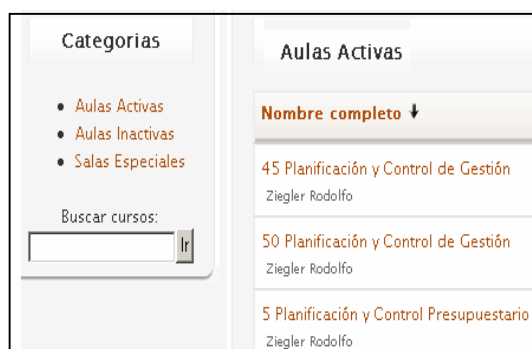 Categorias
Aulas Activas
Aulas Inactivas
Salas Especiales
Buscar cursos:
Ir
Aulas Activas
Nombre completo
45 Planificación y Control de Gestión
Ziegler Rodolfo
50 Planificación y Control de Gestión
Ziegler Rodolfo
5 Planificación y Control Presupuestario
Ziegler Rodolfo